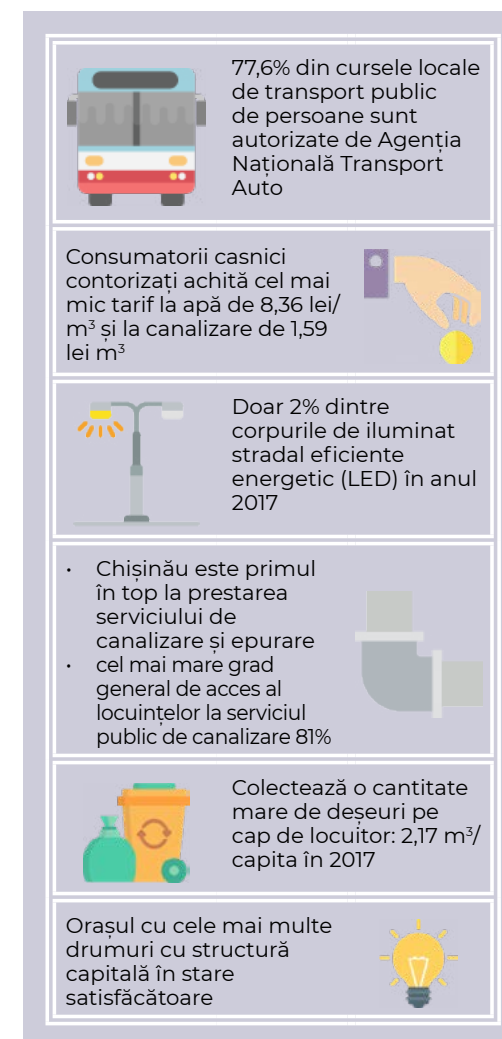 77,6% din cursele locale
de transport public
de persoane sunt
autorizate de Agenția
Națională Transport
Auto
Consumatorii casnici
contorizați achită cel mai
mic tarif la apă de 8,36 lei/
m³ și la canalizare de 1,59
lei m³
Doar 2% dintre
corpurile de iluminat
stradal eficiente
energetic (LED) în anul
2017
• Chișinău este primul
în top la prestarea
serviciului de
canalizare și epurare
• cel mai mare grad
general de acces al
locuințelor la serviciul
public de canalizare 81%
Colectează o cantitate
mare de deșeuri pe
cap de locuitor: 2,17 m³/
capita în 2017
Orașul cu cele mai multe
drumuri cu structură
capitală în stare
satisfăcătoare